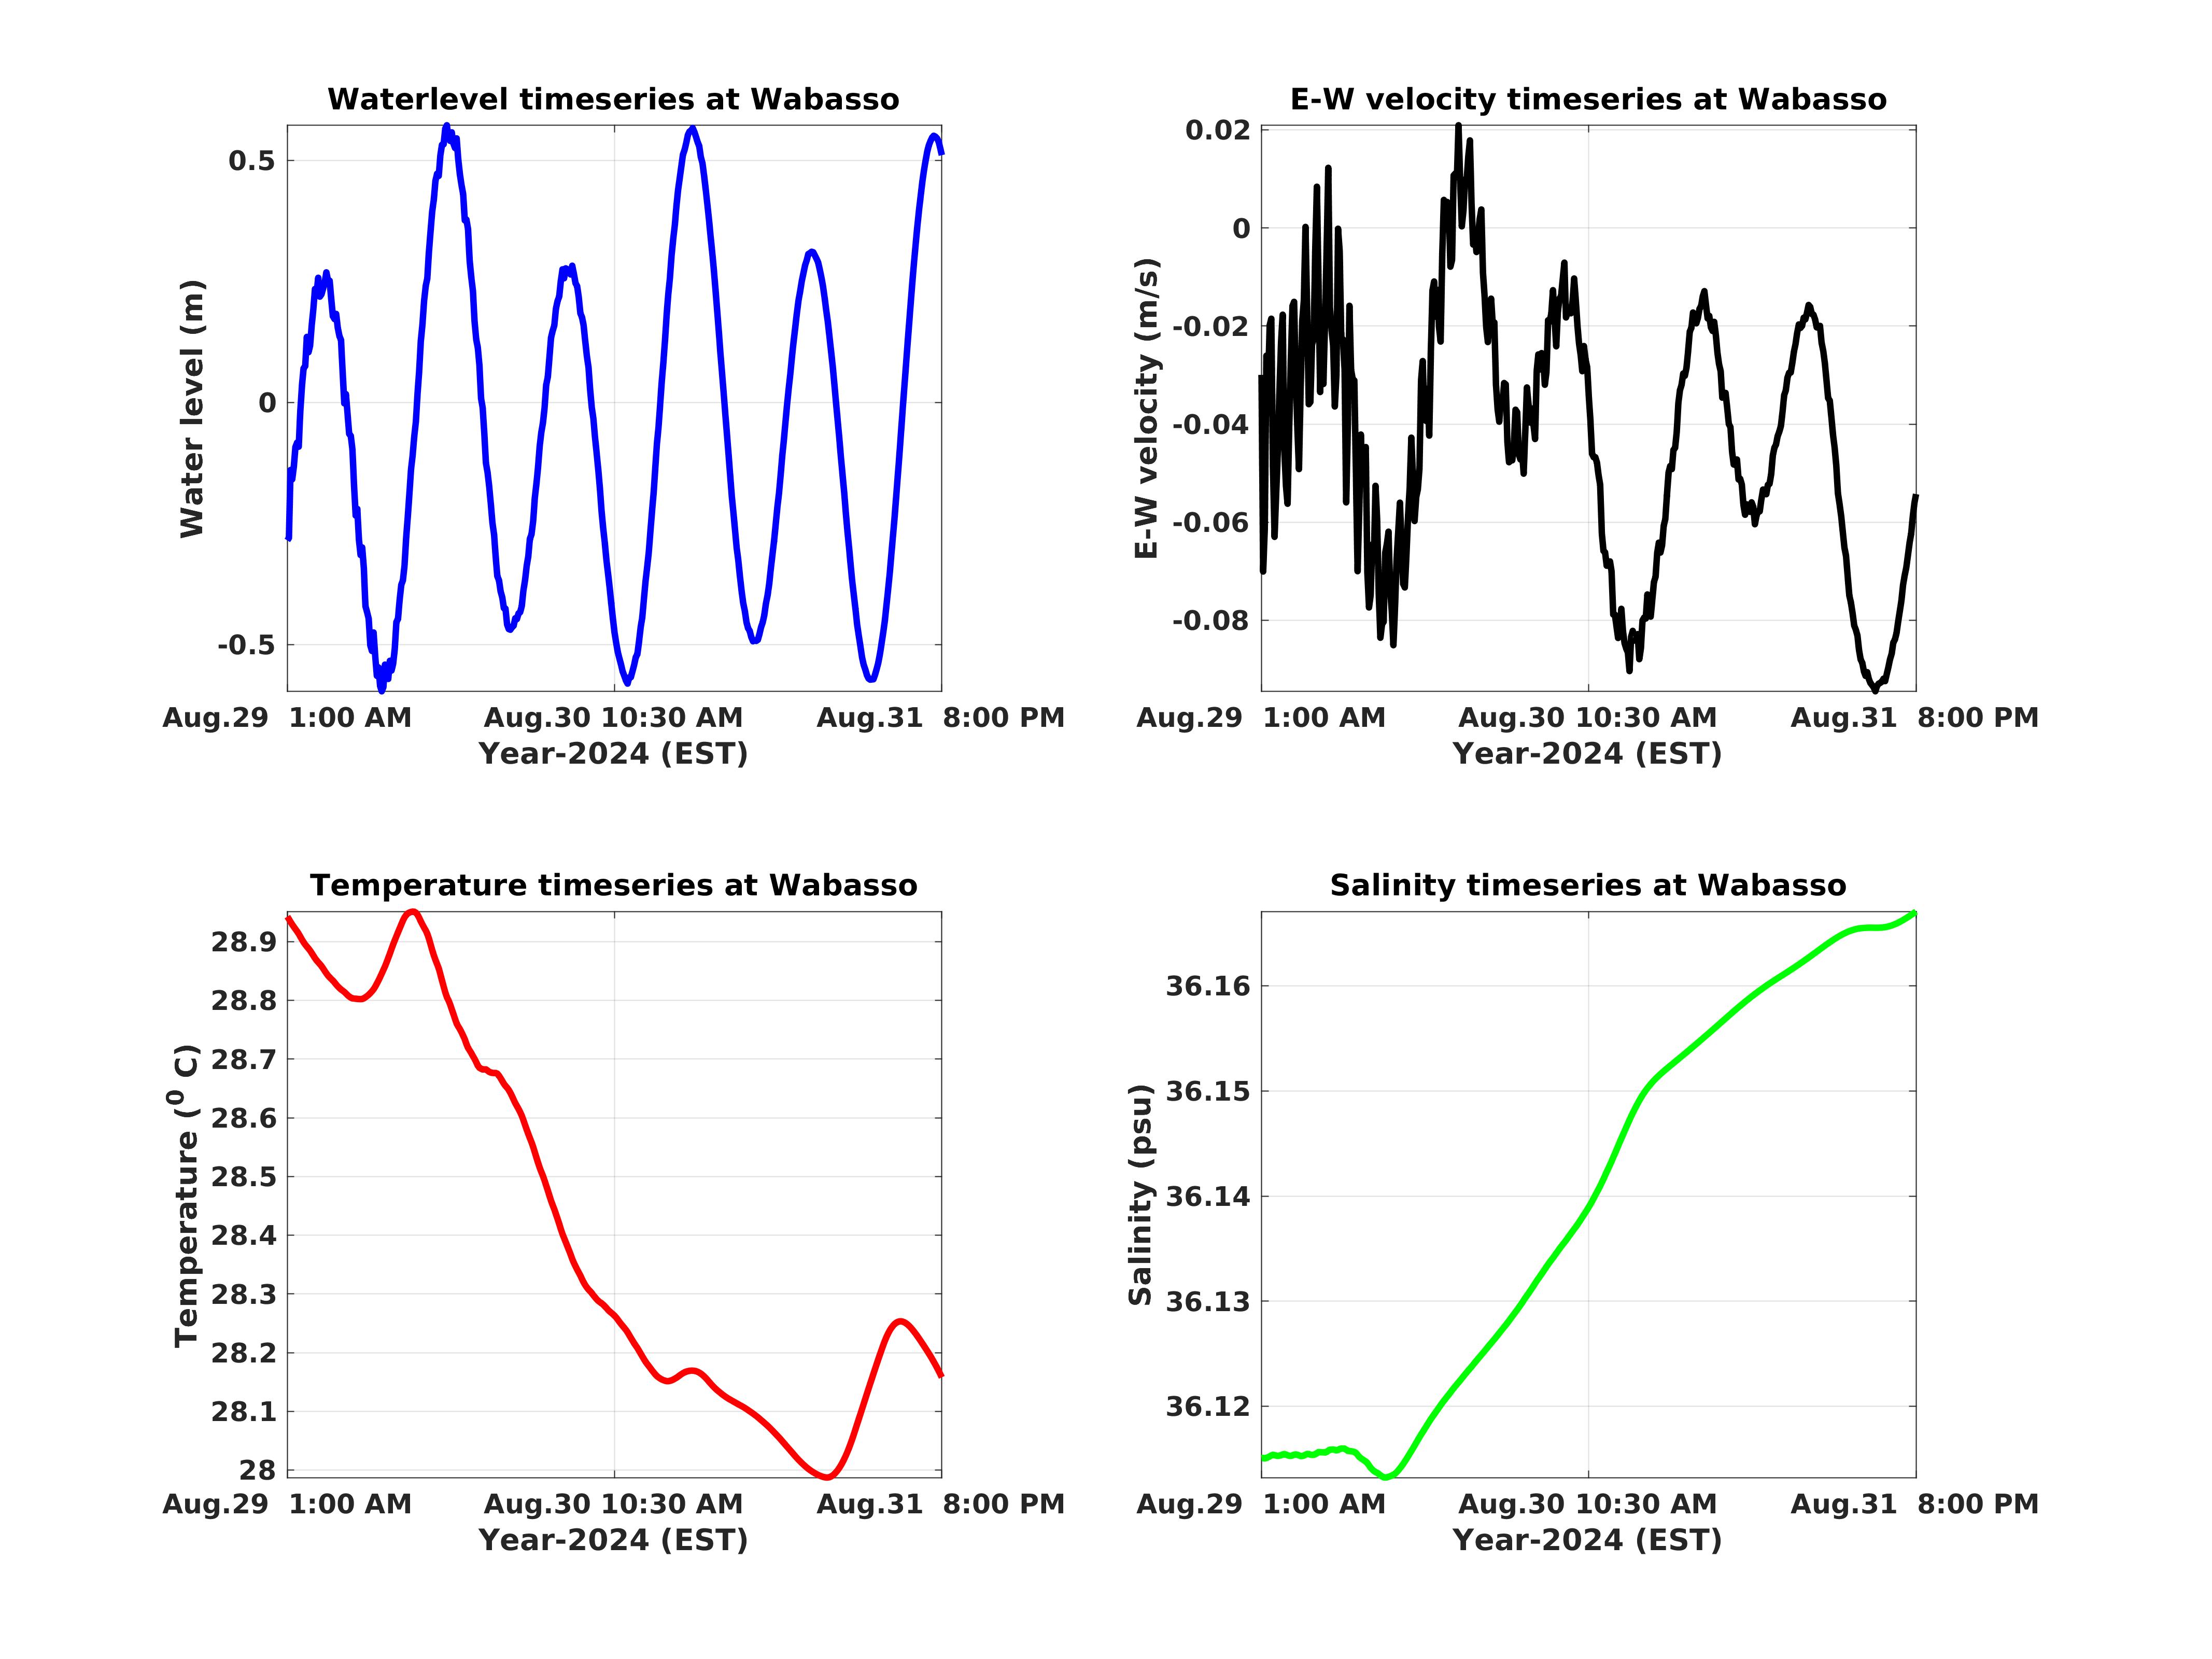 Waterlevel timeseries at Wabasso
0.5
0
-0.5
Water level (m)
Aug.29  1:00 AM
Aug.30 10:30 AM
Aug.31  8:00 PM
Year-2024 (EST)
E-W velocity timeseries at Wabasso
0.02
0
-0.02
-0.04
-0.06
-0.08
E-W velocity (m/s)
Aug.29  1:00 AM
Aug.30 10:30 AM
Aug.31  8:00 PM
Year-2024 (EST)
Temperature timeseries at Wabasso
28.9
28.8
28.7
28.6
28.5
28.4
28.3
28.2
28.1
28
Temperature (⁰ C)
Aug.29  1:00 AM
Aug.30 10:30 AM
Aug.31  8:00 PM
Year-2024 (EST)
Salinity timeseries at Wabasso
36.16
36.15
36.14
36.13
36.12
Salinity (psu)
Aug.29  1:00 AM
Aug.30 10:30 AM
Aug.31  8:00 PM
Year-2024 (EST)